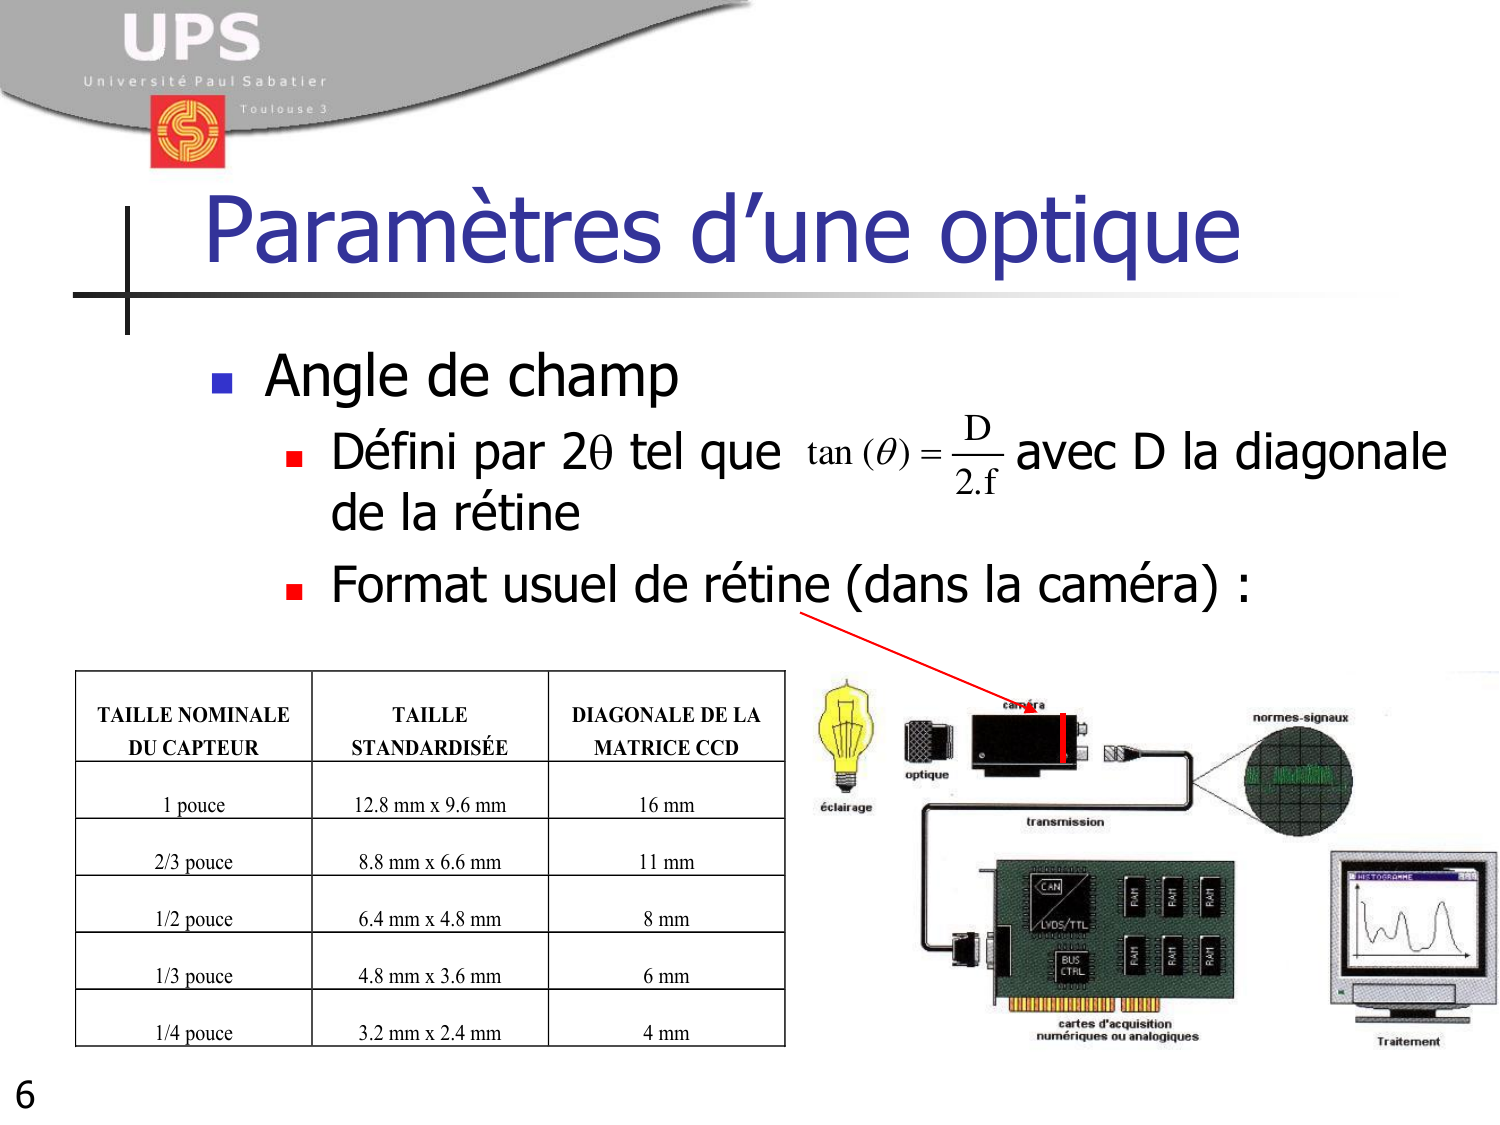 UPS
Université Paul Sabatier
Toulouse 3
Paramètres d’une optique
Angle de champ
Défini par 2θ tel que tan (θ) = D / 2.f avec D la diagonale
de la rétine
Format usuel de rétine (dans la caméra) :
TAILLE NOMINALE DU CAPTEUR | TAILLE STANDARDISÉE | DIAGONALE DE LA MATRICE CCD
1 pouce | 12.8 mm x 9.6 mm | 16 mm
2/3 pouce | 8.8 mm x 6.6 mm | 11 mm
1/2 pouce | 6.4 mm x 4.8 mm | 8 mm
1/3 pouce | 4.8 mm x 3.6 mm | 6 mm
1/4 pouce | 3.2 mm x 2.4 mm | 4 mm
caméra
normes-signaux
optique
éclairage
transmission
CAN
LVDS/TTL
RAM RAM RAM
BUS
CTRL
RAM RAM RAM
HISTOGRAMME
cartes d'acquisition
numériques ou analogiques
Traitement
6